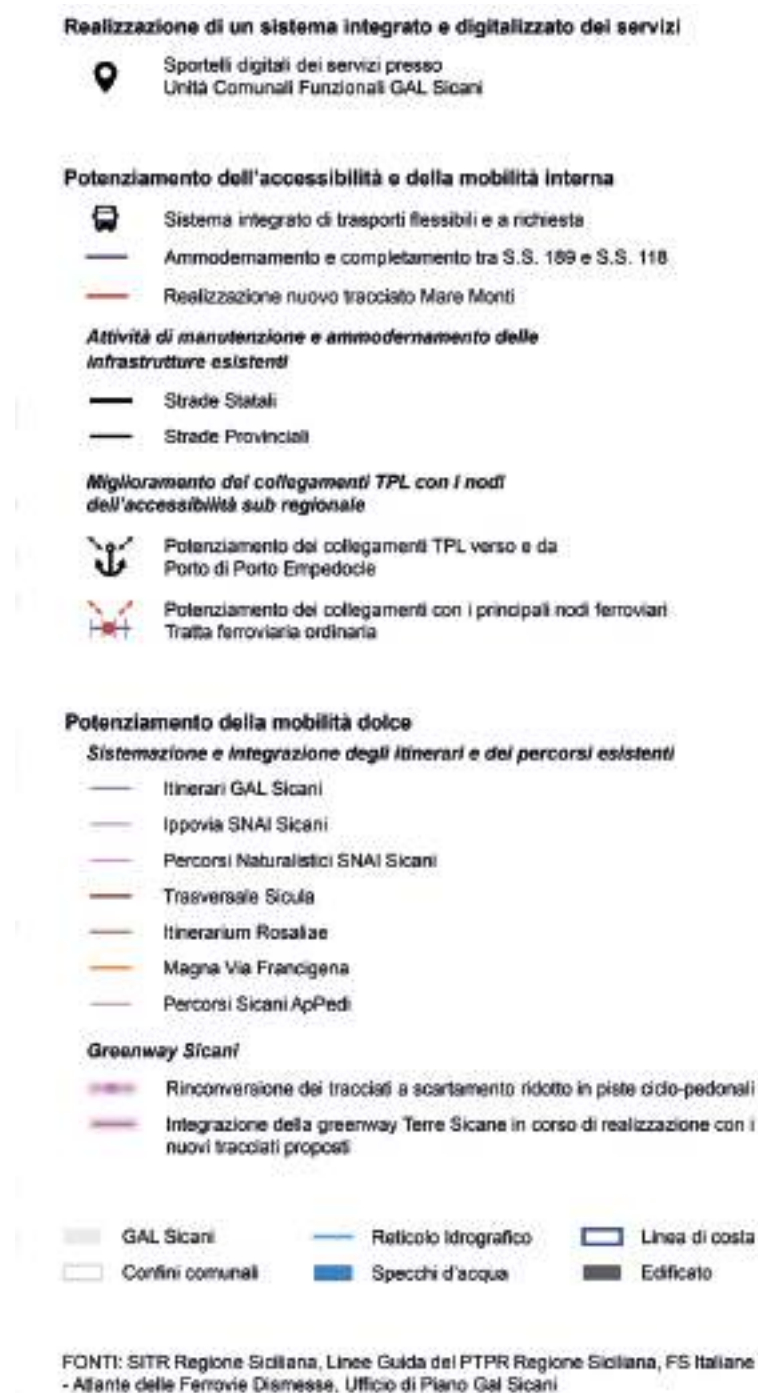 Realizzazione di un sistema integrato e digitalizzato dei servizi
Sportelli digitali dei servizi presso
Unità Comunali Funzionali GAL Sicani
Potenziamento dell'accessibilità e della mobilità interna
Sistema integrato di trasporti flessibili e a richiesta
Ammodernamento e completamento tra S.S. 189 e S.S. 118
Realizzazione nuovo tracciato Mare Monti
Attività di manutenzione e ammodernamento delle
infrastrutture esistenti
Strade Statali
Strade Provinciali
Miglioramento dei collegamenti TPL con i nodi
dell'accessibilità sub regionale
Potenziamento dei collegamenti TPL verso e da
Porto di Porto Empedocle
Potenziamento dei collegamenti con i principali nodi ferroviari
Tratta ferroviaria ordinaria
Potenziamento della mobilità dolce
Sistemazione e integrazione degli itinerari e dei percorsi esistenti
Itinerari GAL Sicani
Ippovia SNAI Sicani
Percorsi Naturalistici SNAI Sicani
Trasversale Sicula
Itinerarium Rosaliae
Magna Via Francigena
Percorsi Sicani ApPedi
Greenway Sicani
Rinconversione dei tracciati a scartamento ridotto in piste ciclo-pedonali
Integrazione della greenway Terre Sicane in corso di realizzazione con i
nuovi tracciati proposti
GAL Sicani Reticolo Idrografico Linea di costa
Confini comunali Specchi d'acqua Edificato
FONTI: SITR Regione Siciliana, Linee Guida del PTPR Regione Siciliana, FS Italiane
- Atlante delle Ferrovie Dismesse, Ufficio di Piano Gal Sicani